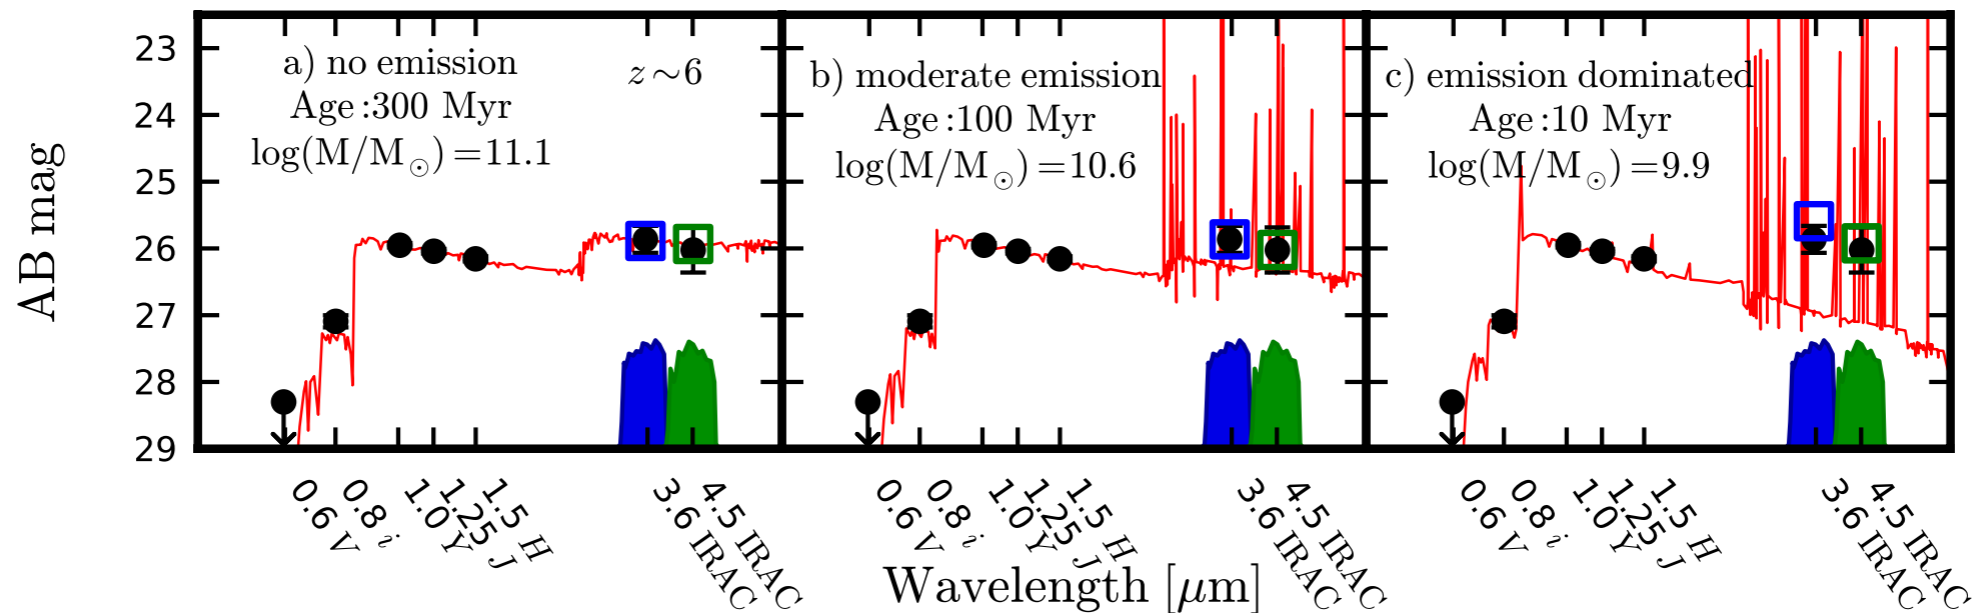 a) no emission
Age:300 Myr
log(M/M⊙)=11.1
z∼6
b) moderate emission
Age:100 Myr
log(M/M⊙)=10.6
c) emission dominated
Age:10 Myr
log(M/M⊙)=9.9
AB mag
23
24
25
26
27
28
29
0.6 V
0.8 i
1.0 Y
1.25 J
1.5 H
3.6 IRAC
4.5 IRAC
0.6 V
0.8 i
1.0 Y
1.25 J
1.5 H
3.6 IRAC
4.5 IRAC
0.6 V
0.8 i
1.0 Y
1.25 J
1.5 H
3.6 IRAC
4.5 IRAC
Wavelength [μm]